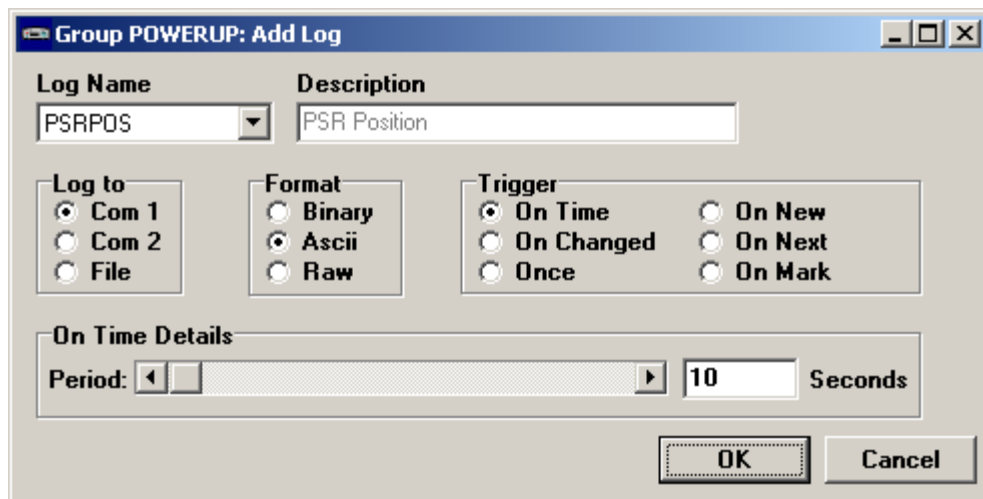 Group POWERUP: Add Log
Log Name Description
PSRPOS PSR Position
Log to Format Trigger
Com 1 Binary On Time On New
Com 2 Ascii On Changed On Next
File Raw Once On Mark
On Time Details
Period: 10 Seconds
OK Cancel